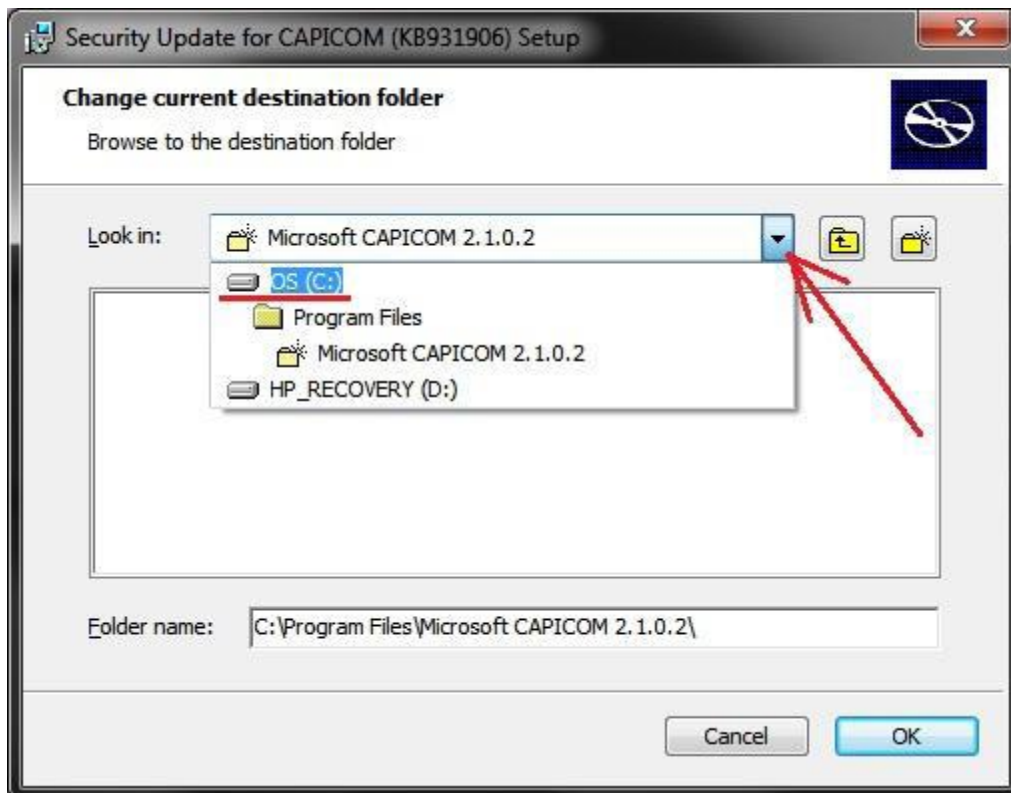 Security Update for CAPICOM (KB931906) Setup
Change current destination folder
Browse to the destination folder
Look in:
Microsoft CAPICOM 2.1.0.2
OS (C:)
Program Files
Microsoft CAPICOM 2.1.0.2
HP_RECOVERY (D:)
Folder name:
C:\Program Files\Microsoft CAPICOM 2.1.0.2\
Cancel
OK